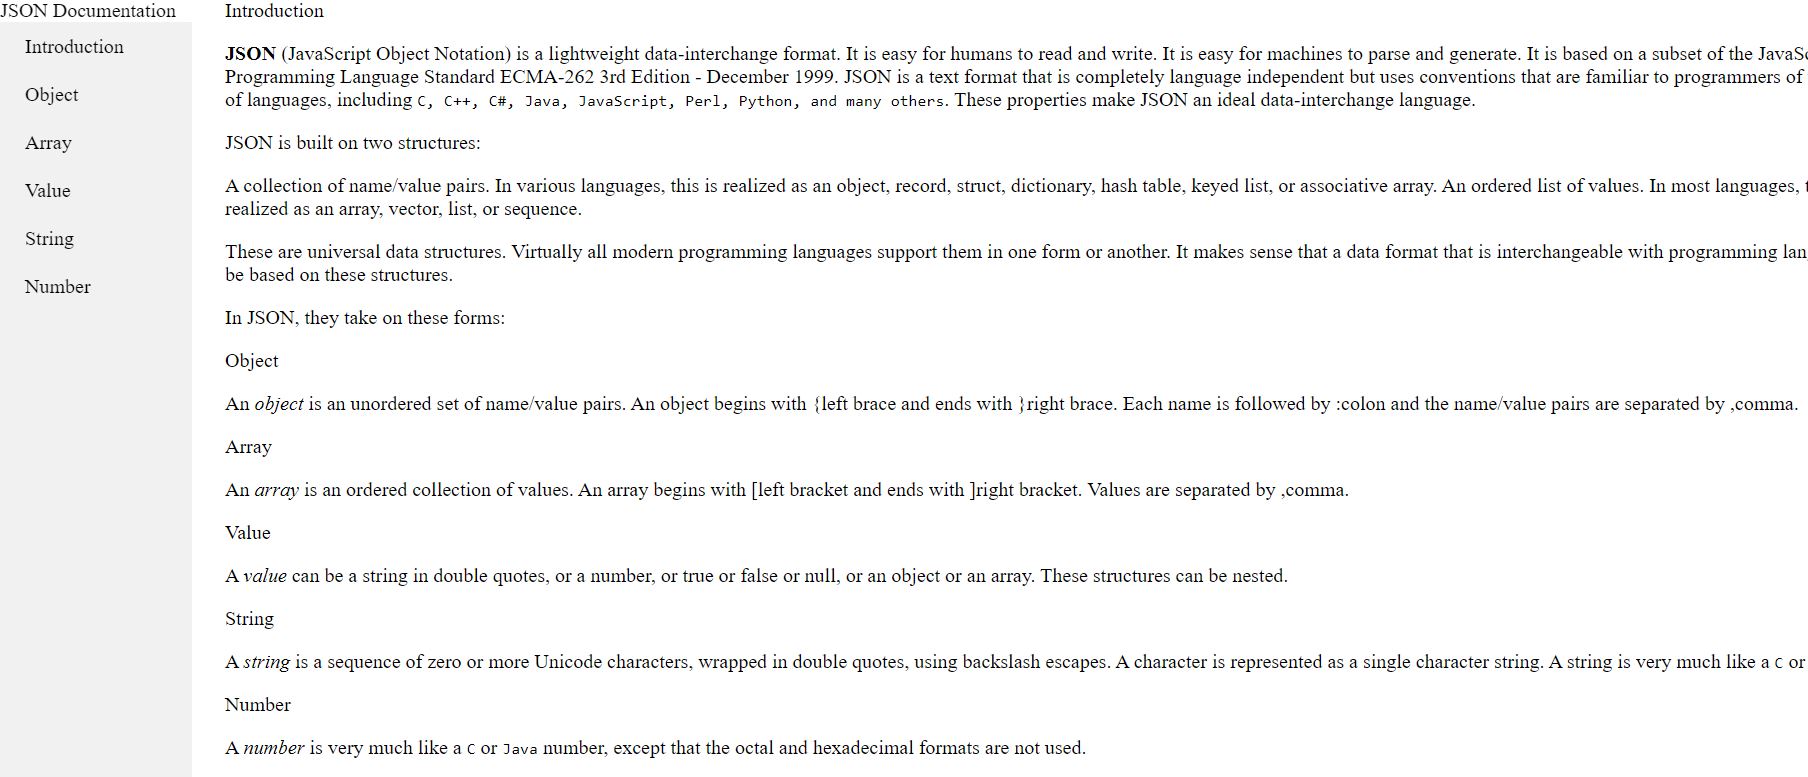 JSON Documentation
Introduction
Object
Array
Value
String
Number
Introduction
JSON (JavaScript Object Notation) is a lightweight data-interchange format. It is easy for humans to read and write. It is easy for machines to parse and generate. It is based on a subset of the
Programming Language Standard ECMA-262 3rd Edition - December 1999. JSON is a text format that is completely language independent but uses conventions that are familiar to programmers of
of languages, including C, C++, C#, Java, JavaScript, Perl, Python, and many others. These properties make JSON an ideal data-interchange language.
JSON is built on two structures:
A collection of name/value pairs. In various languages, this is realized as an object, record, struct, dictionary, hash table, keyed list, or associative array. An ordered list of values. In most languages,
realized as an array, vector, list, or sequence.
These are universal data structures. Virtually all modern programming languages support them in one form or another. It makes sense that a data format that is interchangeable with programming
be based on these structures.
In JSON, they take on these forms:
Object
An object is an unordered set of name/value pairs. An object begins with {left brace and ends with }right brace. Each name is followed by :colon and the name/value pairs are separated by ,comma.
Array
An array is an ordered collection of values. An array begins with [left bracket and ends with ]right bracket. Values are separated by ,comma.
Value
A value can be a string in double quotes, or a number, or true or false or null, or an object or an array. These structures can be nested.
String
A string is a sequence of zero or more Unicode characters, wrapped in double quotes, using backslash escapes. A character is represented as a single character string. A string is very much like a C or
Number
A number is very much like a C or Java number, except that the octal and hexadecimal formats are not used.